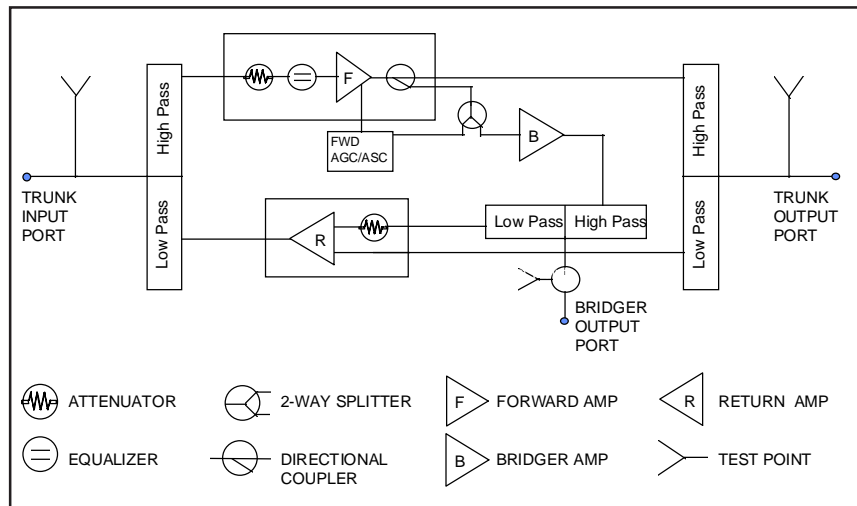 High Pass
Low Pass
F
FWD
AGC/ASC
B
High Pass
Low Pass
TRUNK
INPUT
PORT
TRUNK
OUTPUT
PORT
R
Low Pass
High Pass
BRIDGER
OUTPUT
PORT
ATTENUATOR
2-WAY SPLITTER
F
FORWARD AMP
R
RETURN AMP
EQUALIZER
DIRECTIONAL
COUPLER
B
BRIDGER AMP
TEST POINT